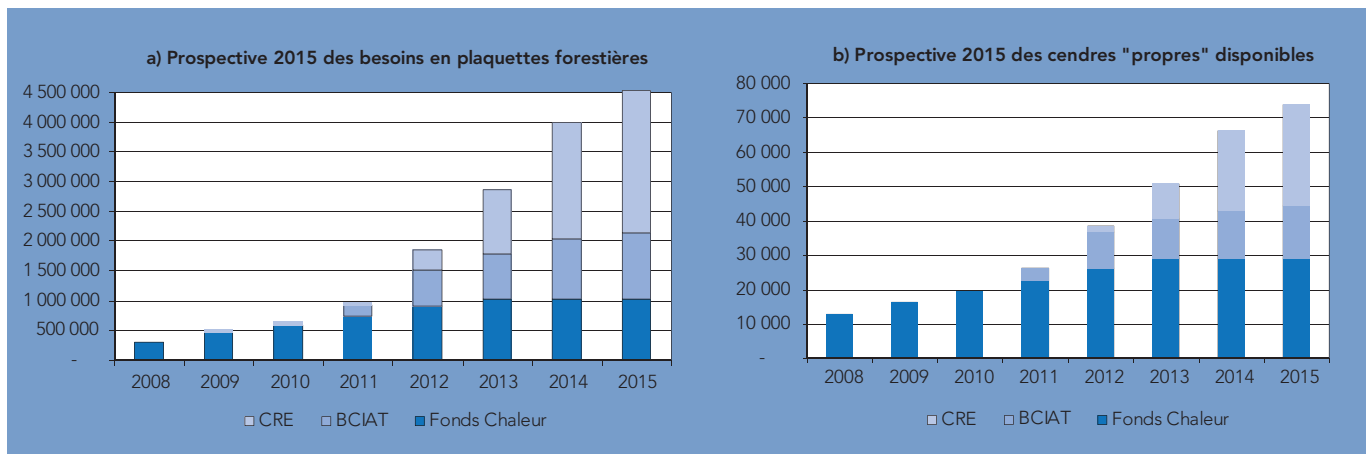 a) Prospective 2015 des besoins en plaquettes forestières
4 500 000
4 000 000
3 500 000
3 000 000
2 500 000
2 000 000
1 500 000
1 000 000
500 000
-
2008 2009 2010 2011 2012 2013 2014 2015
CRE BCIAT Fonds Chaleur
b) Prospective 2015 des cendres "propres" disponibles
80 000
70 000
60 000
50 000
40 000
30 000
20 000
10 000
-
2008 2009 2010 2011 2012 2013 2014 2015
CRE BCIAT Fonds Chaleur